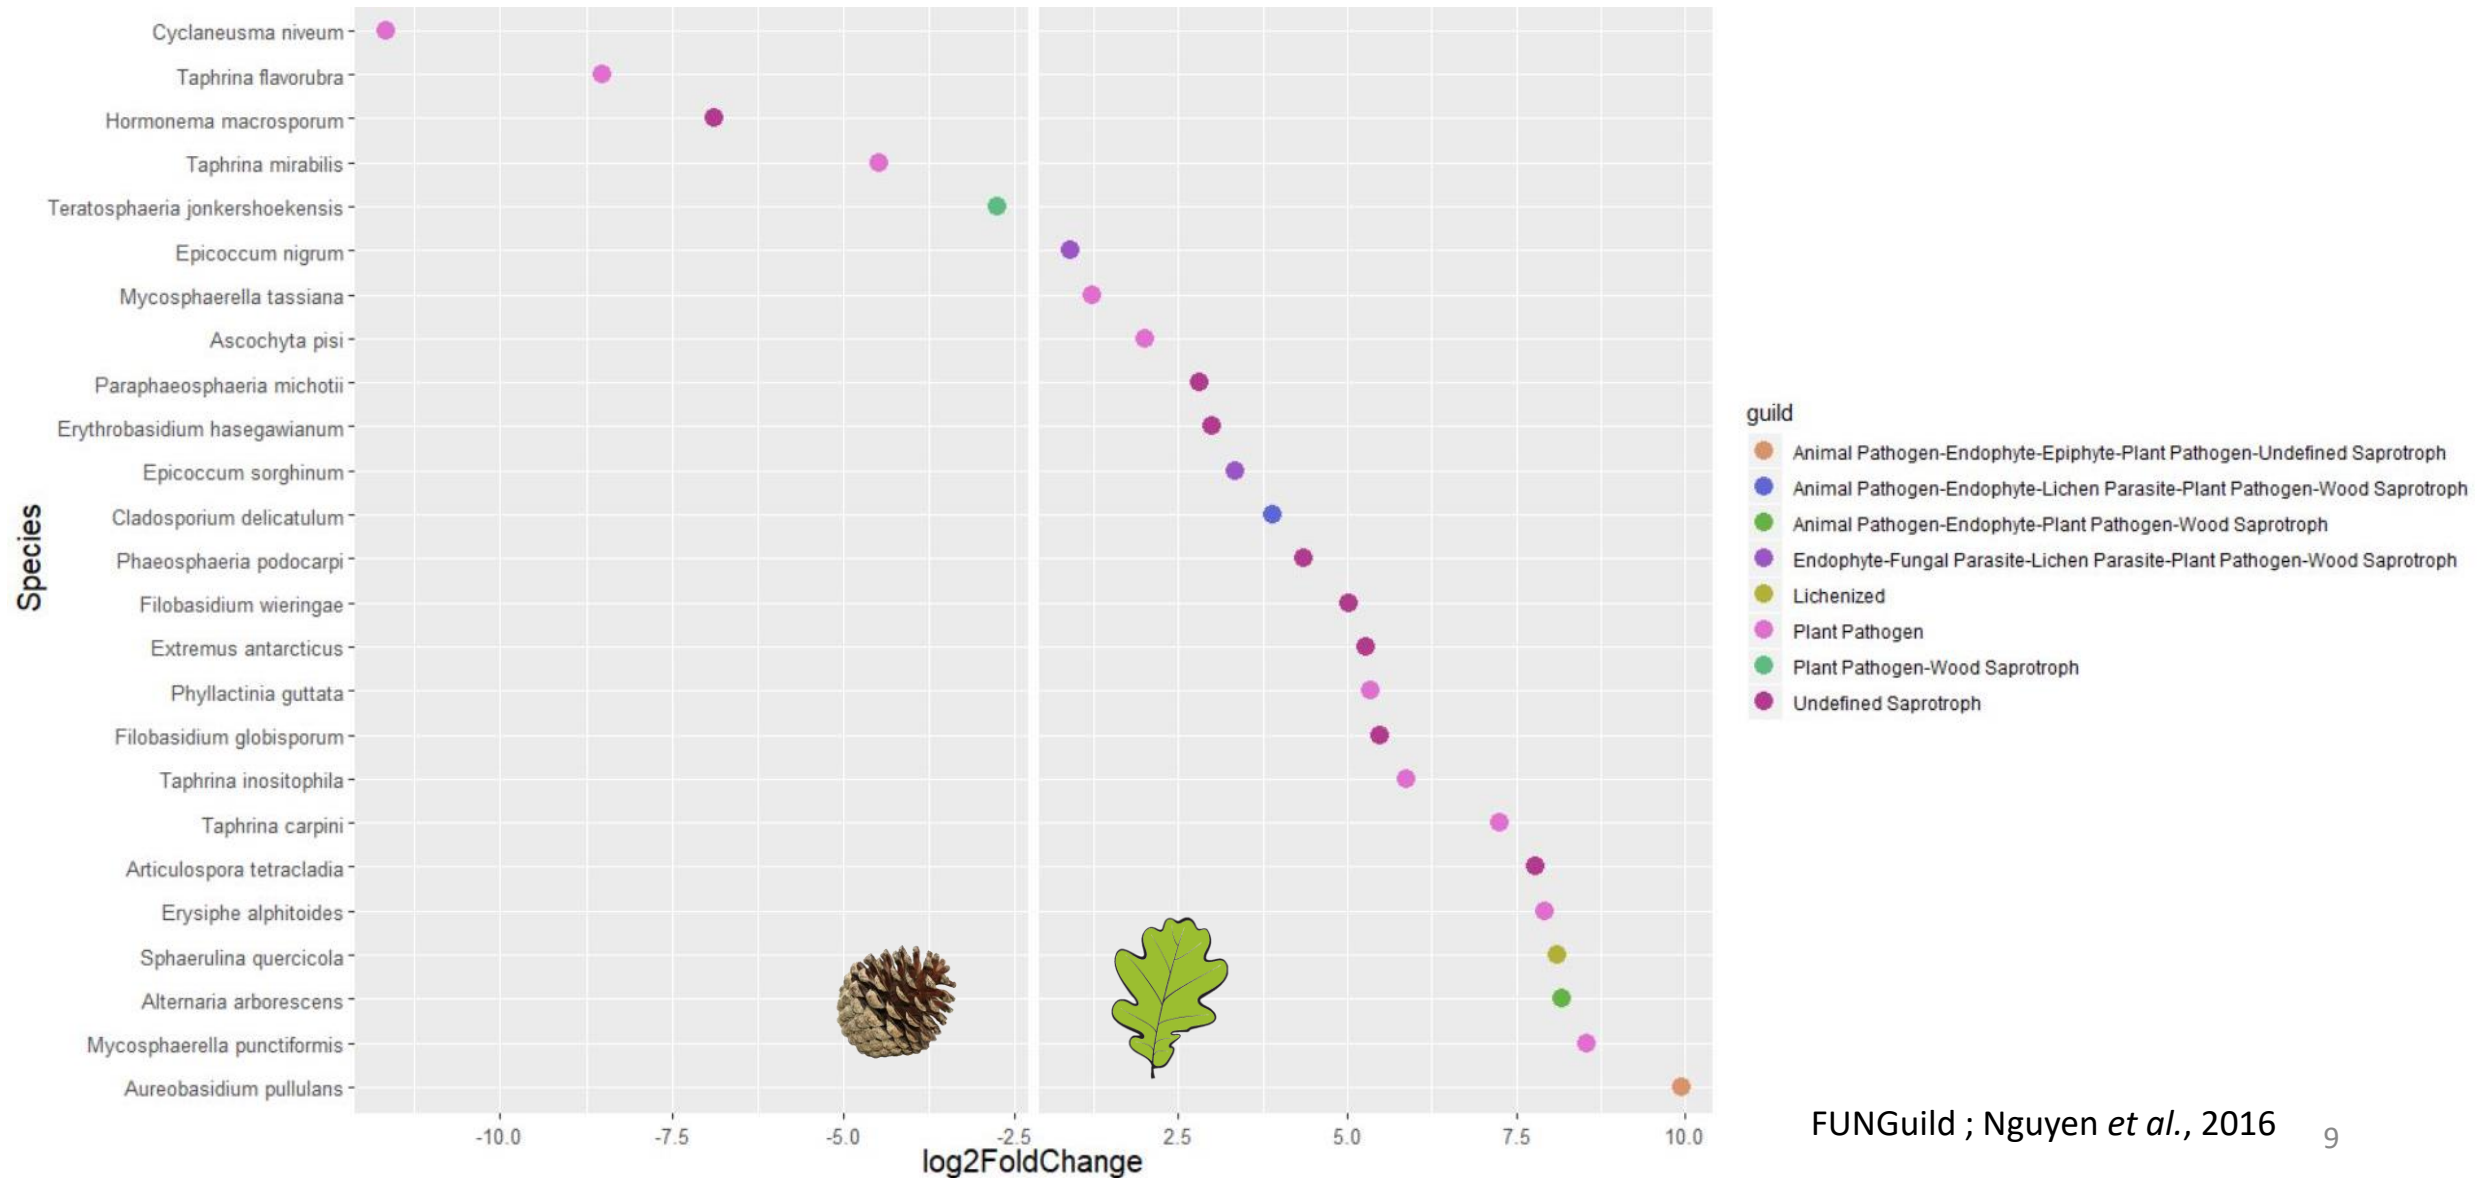 Cyclaneusma niveum
Taphrina flavorubra
Hormonema macrosporum
Taphrina mirabilis
Teratosphaeria jonkershoekensis
Epicoccum nigrum
Mycosphaerella tassiana
Ascochyta pisi
Paraphaeosphaeria michotii
Erythrobasidium hasegawianum
Epicoccum sorghinum
Cladosporium delicatulum
Phaeosphaeria podocarpi
Filobasidium wieringae
Extremus antarcticus
Phyllactinia guttata
Filobasidium globisporum
Taphrina inositophila
Taphrina carpini
Articulospora tetracladia
Erysiphe alphitoides
Sphaerulina quercicola
Alternaria arborescens
Mycosphaerella punctiformis
Aureobasidium pullulans
Species
-10.0 -7.5 -5.0 -2.5 2.5 5.0 7.5 10.0
log2FoldChange
guild
Animal Pathogen-Endophyte-Epiphyte-Plant Pathogen-Undefined Saprotroph
Animal Pathogen-Endophyte-Lichen Parasite-Plant Pathogen-Wood Saprotroph
Animal Pathogen-Endophyte-Plant Pathogen-Wood Saprotroph
Endophyte-Fungal Parasite-Lichen Parasite-Plant Pathogen-Wood Saprotroph
Lichenized
Plant Pathogen
Plant Pathogen-Wood Saprotroph
Undefined Saprotroph
FUNGuild ; Nguyen et al., 2016
9